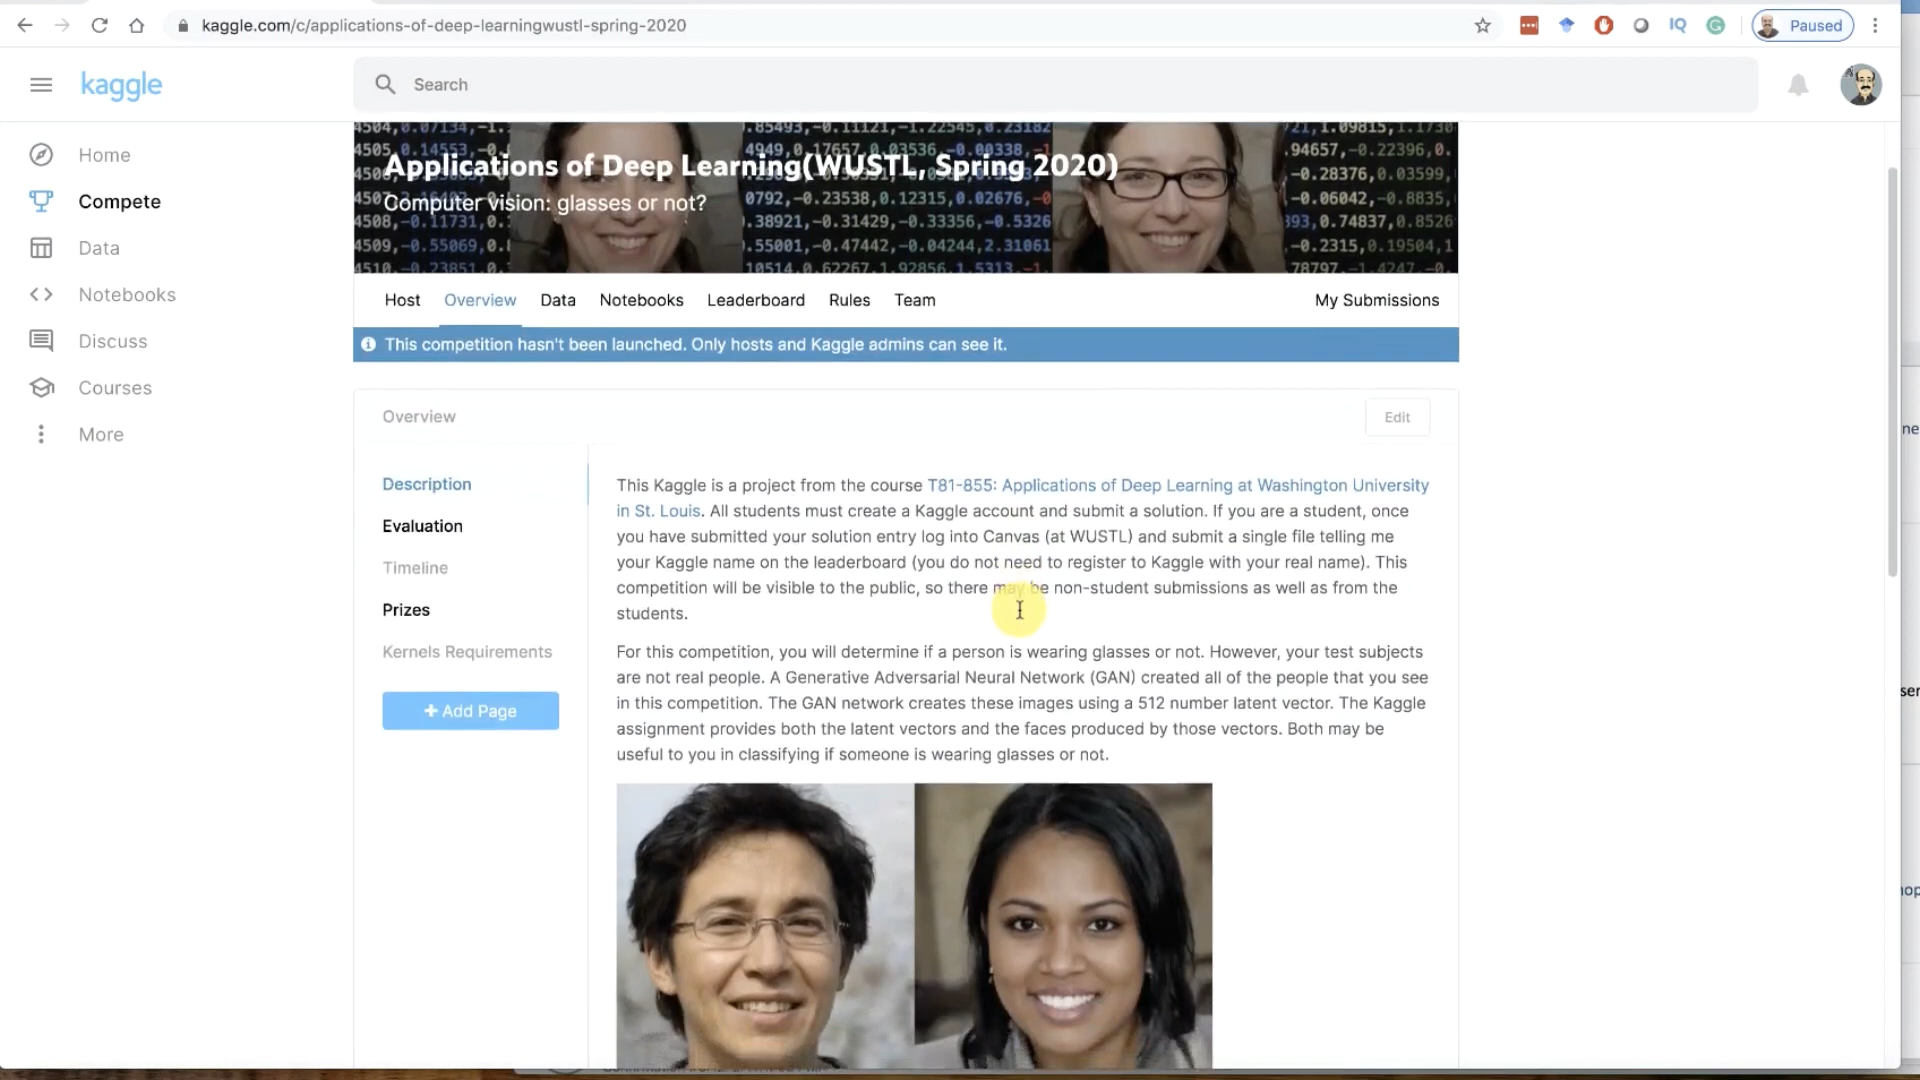 kaggle.com/c/applications-of-deep-learningwustl-spring-2020
IQ
Paused
kaggle
Search
Home
Compete
Data
Notebooks
Discuss
Courses
More
Applications of Deep Learning(WUSTL, Spring 2020)
Computer vision: glasses or not?
Host Overview Data Notebooks Leaderboard Rules Team My Submissions
This competition hasn't been launched. Only hosts and Kaggle admins can see it.
Overview
Edit
Description
Evaluation
Timeline
Prizes
Kernels Requirements
+ Add Page
This Kaggle is a project from the course T81-855: Applications of Deep Learning at Washington University
in St. Louis. All students must create a Kaggle account and submit a solution. If you are a student, once
you have submitted your solution entry log into Canvas (at WUSTL) and submit a single file telling me
your Kaggle name on the leaderboard (you do not need to register to Kaggle with your real name). This
competition will be visible to the public, so there may be non-student submissions as well as from the
students.
For this competition, you will determine if a person is wearing glasses or not. However, your test subjects
are not real people. A Generative Adversarial Neural Network (GAN) created all of the people that you see
in this competition. The GAN network creates these images using a 512 number latent vector. The Kaggle
assignment provides both the latent vectors and the faces produced by those vectors. Both may be
useful to you in classifying if someone is wearing glasses or not.